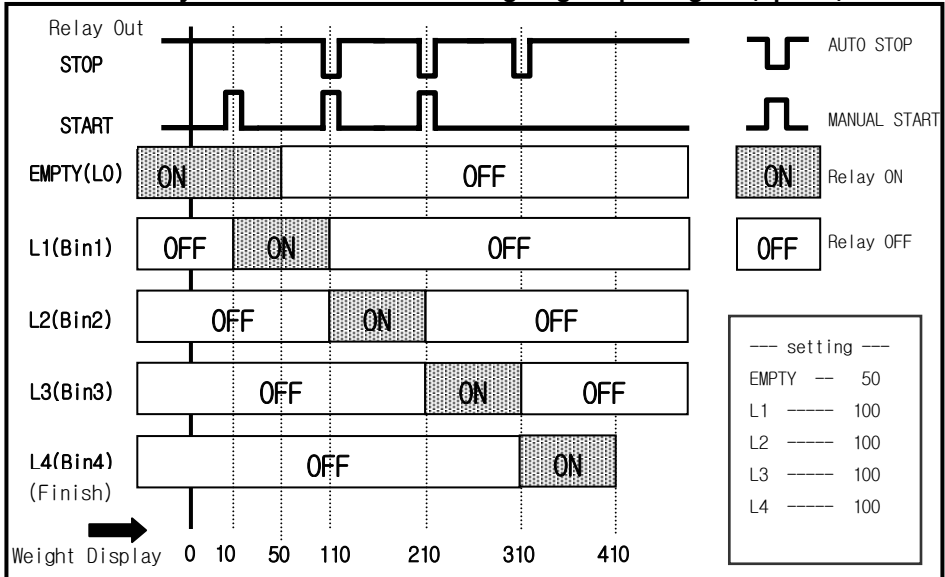 Relay Out
STOP
START
EMPTY(L0) ON OFF
L1(Bin1) OFF ON OFF
L2(Bin2) OFF ON OFF
L3(Bin3) OFF ON OFF
L4(Bin4) OFF ON
(Finish)
Weight Display 0 10 50 110 210 310 410
AUTO STOP
MANUAL START
ON Relay ON
OFF Relay OFF
--- setting ---
EMPTY -- 50
L1 ----- 100
L2 ----- 100
L3 ----- 100
L4 ----- 100